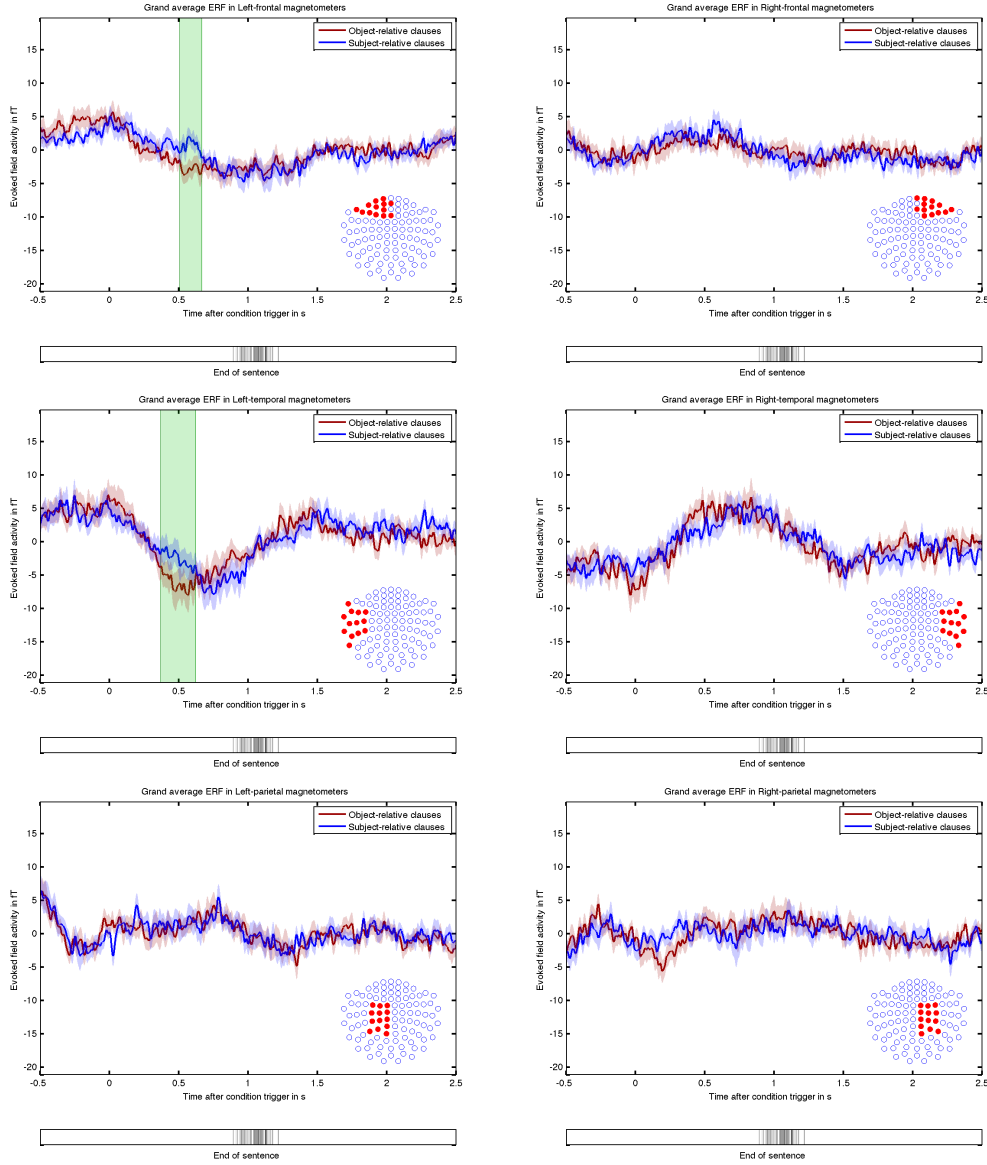 Grand average ERF in Left-frontal magnetometers
Object-relative clauses
Subject-relative clauses
Evoked field activity in fT
15
10
5
0
-5
-10
-15
-20
-0.5 0 0.5 1 1.5 2 2.5
Time after condition trigger in s
End of sentence
Grand average ERF in Right-frontal magnetometers
Object-relative clauses
Subject-relative clauses
Evoked field activity in fT
15
10
5
0
-5
-10
-15
-20
-0.5 0 0.5 1 1.5 2 2.5
Time after condition trigger in s
End of sentence
Grand average ERF in Left-temporal magnetometers
Object-relative clauses
Subject-relative clauses
Evoked field activity in fT
15
10
5
0
-5
-10
-15
-20
-0.5 0 0.5 1 1.5 2 2.5
Time after condition trigger in s
End of sentence
Grand average ERF in Right-temporal magnetometers
Object-relative clauses
Subject-relative clauses
Evoked field activity in fT
15
10
5
0
-5
-10
-15
-20
-0.5 0 0.5 1 1.5 2 2.5
Time after condition trigger in s
End of sentence
Grand average ERF in Left-parietal magnetometers
Object-relative clauses
Subject-relative clauses
Evoked field activity in fT
15
10
5
0
-5
-10
-15
-20
-0.5 0 0.5 1 1.5 2 2.5
Time after condition trigger in s
End of sentence
Grand average ERF in Right-parietal magnetometers
Object-relative clauses
Subject-relative clauses
Evoked field activity in fT
15
10
5
0
-5
-10
-15
-20
-0.5 0 0.5 1 1.5 2 2.5
Time after condition trigger in s
End of sentence